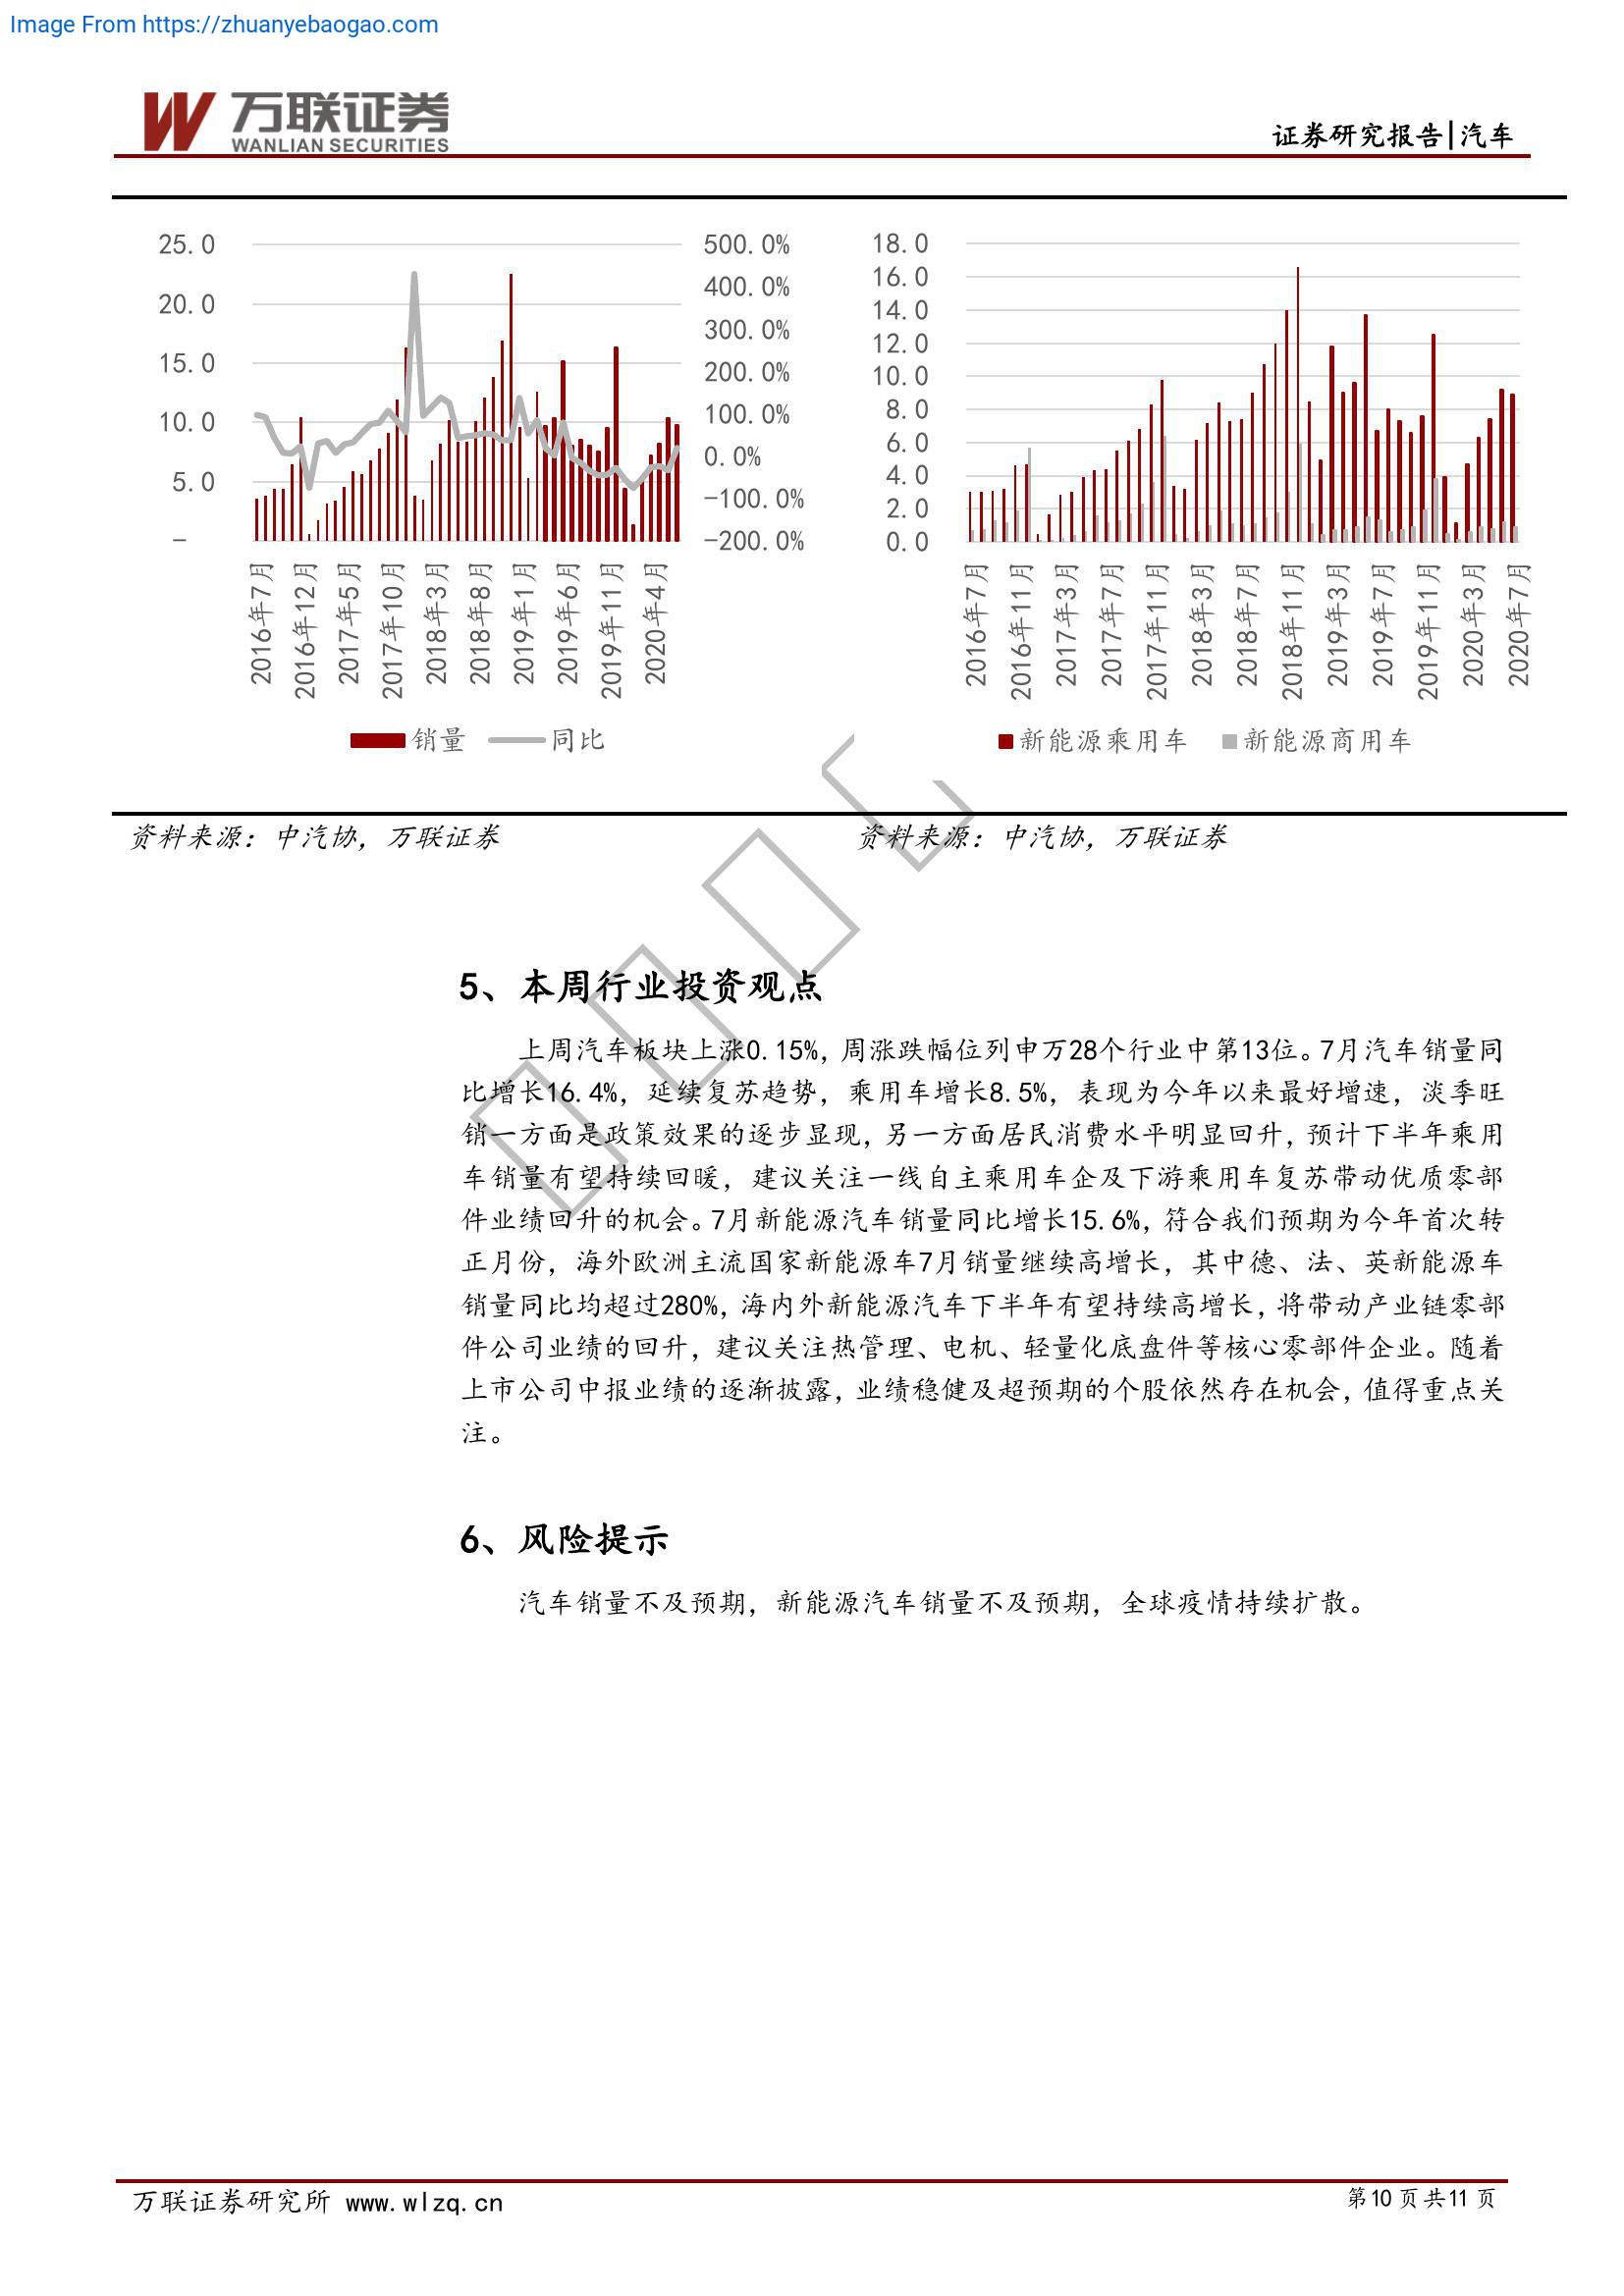 Image From https://zhuanyebaogao.com
万联证券
WANLIAN SECURITIES
证券研究报告|汽车
25.0
20.0
15.0
10.0
5.0
-
500.0%
400.0%
300.0%
200.0%
100.0%
0.0%
-100.0%
-200.0%
2016年7月
2016年12月
2017年5月
2017年10月
2018年3月
2018年8月
2019年1月
2019年6月
2019年11月
2020年4月
销量 同比
18.0
16.0
14.0
12.0
10.0
8.0
6.0
4.0
2.0
0.0
2016年7月
2016年11月
2017年3月
2017年7月
2017年11月
2018年3月
2018年7月
2018年11月
2019年3月
2019年7月
2019年11月
2020年3月
2020年7月
新能源乘用车 新能源商用车
资料来源：中汽协，万联证券
资料来源：中汽协，万联证券
5、本周行业投资观点
上周汽车板块上涨0.15%，周涨跌幅位列申万28个行业中第13位。7月汽车销量同
比增长16.4%，延续复苏趋势，乘用车增长8.5%，表现为今年以来最好增速，淡季旺
销一方面是政策效果的逐步显现，另一方面居民消费水平明显回升，预计下半年乘用
车销量有望持续回暖，建议关注一线自主乘用车企及下游乘用车复苏带动优质零部
件业绩回升的机会。7月新能源汽车销量同比增长15.6%，符合我们预期为今年首次转
正月份，海外欧洲主流国家新能源车7月销量继续高增长，其中德、法、英新能源车
销量同比均超过280%，海内外新能源汽车下半年有望持续高增长，将带动产业链零部
件公司业绩的回升，建议关注热管理、电机、轻量化底盘件等核心零部件企业。随着
上市公司中报业绩的逐渐披露，业绩稳健及超预期的个股依然存在机会，值得重点关
注。
6、风险提示
汽车销量不及预期，新能源汽车销量不及预期，全球疫情持续扩散。
万联证券研究所 www.wlzq.cn
第10页共11页